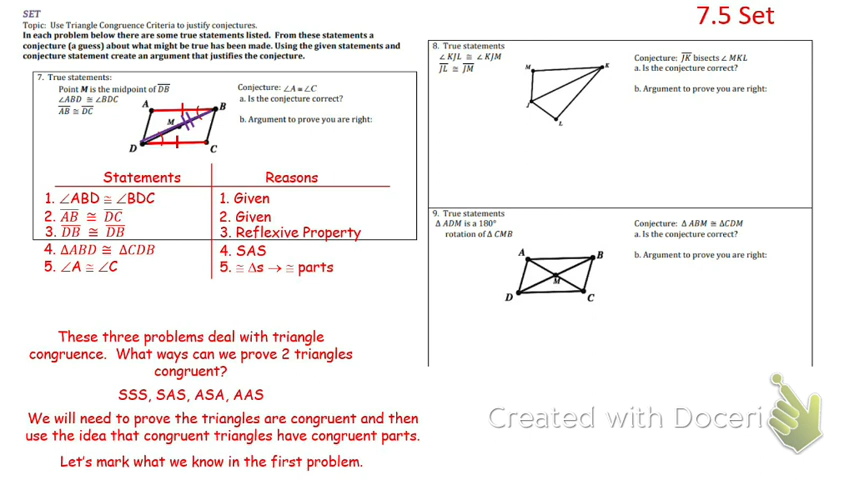 7.5 Set
SET
Topic: Use Triangle Congruence Criteria to justify conjectures.
In each problem below there are some true statements listed. From these statements a
conjecture (a guess) about what might be true has been made. Using the given statements and
conjecture statement create an argument that justifies the conjecture.
7. True statements:
Point M is the midpoint of DB
∠ABD ≅ ∠BDC
AB ≅ DC
Conjecture: ∠A ≅ ∠C
a. Is the conjecture correct?
b. Argument to prove you are right:
A
B
M
D
C
Statements Reasons
1. ∠ABD ≅ ∠BDC 1. Given
2. AB ≅ DC 2. Given
3. DB ≅ DB 3. Reflexive Property
4. ΔABD ≅ ΔCDB 4. SAS
5. ∠A ≅ ∠C 5. ≅ Δs → ≅ parts
These three problems deal with triangle
congruence. What ways can we prove 2 triangles
congruent?
SSS, SAS, ASA, AAS
We will need to prove the triangles are congruent and then
use the idea that congruent triangles have congruent parts.
Let's mark what we know in the first problem.
8. True statements
∠ KJL ≅ ∠ KJM
JL ≅ JM
Conjecture: JK bisects ∠ MKL
a. Is the conjecture correct?
b. Argument to prove you are right:
M
K
J
L
9. True statements
Δ ADM is a 180°
rotation of Δ CMB
Conjecture: Δ ABM ≅ ΔCDM
a. Is the conjecture correct?
b. Argument to prove you are right:
A
B
M
D
C
Created with Doceri